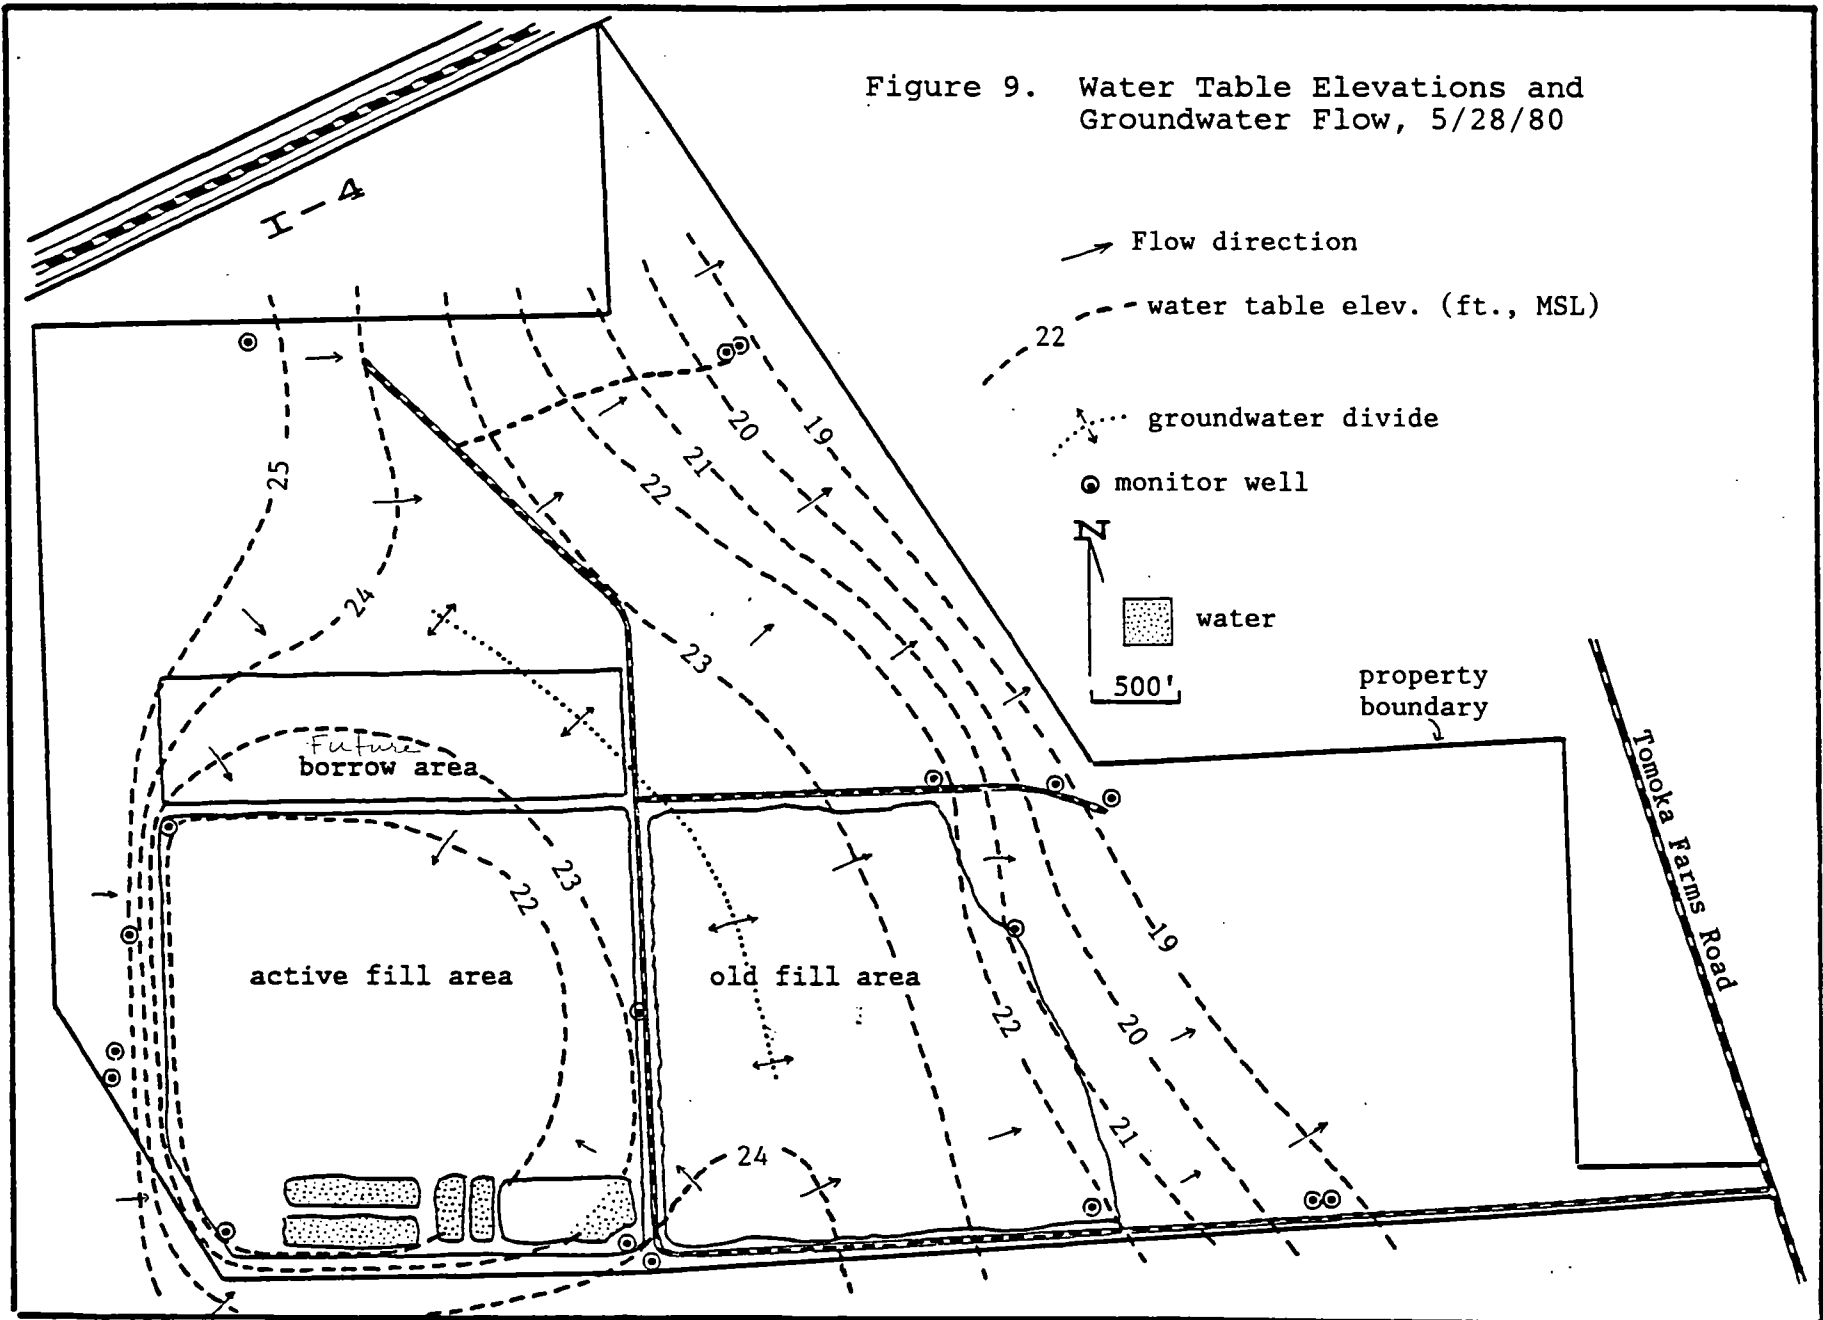 Figure 9. Water Table Elevations and
Groundwater Flow, 5/28/80
I-4
Flow direction
water table elev. (ft., MSL)
22
groundwater divide
monitor well
N
water
500'
property
boundary
Tomoka Farms Road
19
20
21
22
25
24
23
Future
borrow area
23
22
19
active fill area
old fill area
22
20
21
24